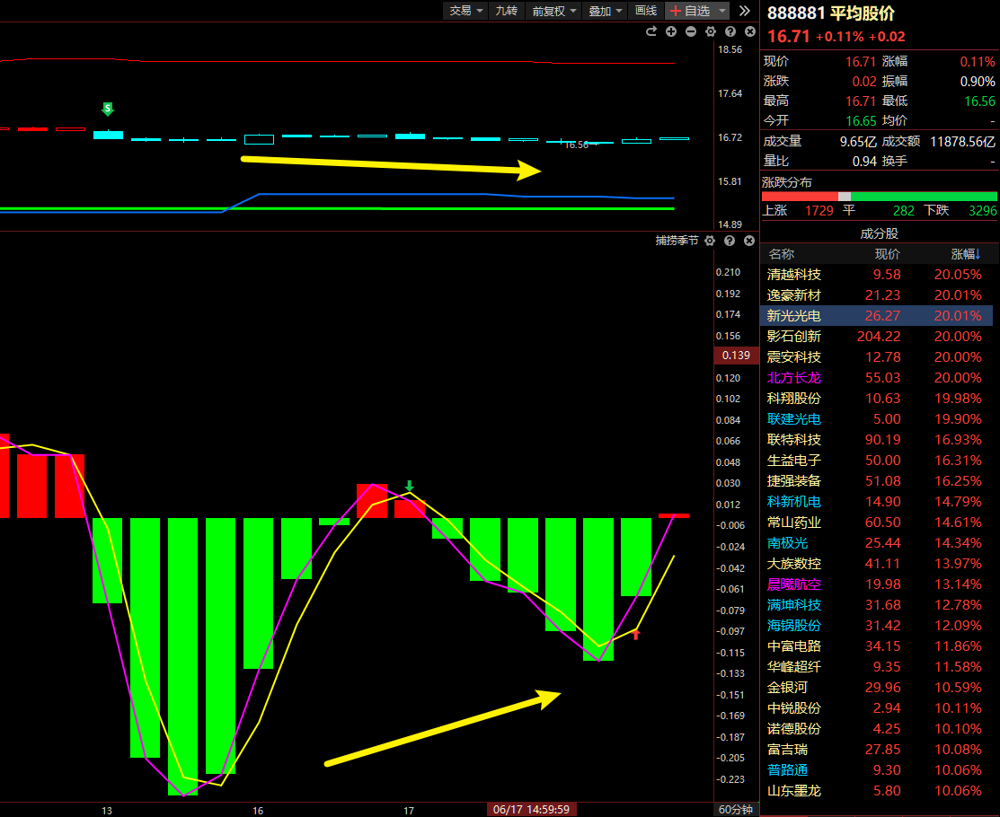 交易 九转 前复权 叠加 画线 +自选
18.56
17.64
16.72
15.81
14.89
S
16.56
捕捞季节
0.210
0.192
0.174
0.156
0.139
0.120
0.102
0.084
0.066
0.048
0.030
0.012
-0.006
-0.024
-0.042
-0.061
-0.079
-0.097
-0.115
-0.133
-0.151
-0.169
-0.187
-0.205
-0.223
13 16 17 06/17 14:59:59 60分钟
888881 平均股价
16.71 +0.11% +0.02
现价 16.71 涨幅 0.11%
涨跌 0.02 振幅 0.90%
最高 16.71 最低 16.56
今开 16.65 均价 -
成交量 9.65亿 成交额 11878.56亿
量比 0.94 换手 -
涨跌分布
上涨 1729 平 282 下跌 3296
成分股
名称 现价 涨幅↓
清越科技 9.58 20.05%
逸豪新材 21.23 20.01%
新光光电 26.27 20.01%
影石创新 204.22 20.00%
震安科技 12.78 20.00%
北方长龙 55.03 20.00%
科翔股份 10.63 19.98%
联建光电 5.00 19.90%
联特科技 90.19 16.93%
生益电子 50.00 16.31%
捷强装备 51.08 16.25%
科新机电 14.90 14.79%
常山药业 60.50 14.61%
南极光 25.44 14.34%
大族数控 41.11 13.97%
晨曦航空 19.98 13.14%
满坤科技 31.68 12.78%
海锅股份 31.42 12.09%
中富电路 34.15 11.86%
华峰超纤 9.35 11.58%
金银河 29.96 10.59%
中锐股份 2.94 10.11%
诺德股份 4.25 10.10%
富吉瑞 27.85 10.08%
普路通 9.30 10.06%
山东墨龙 5.80 10.06%